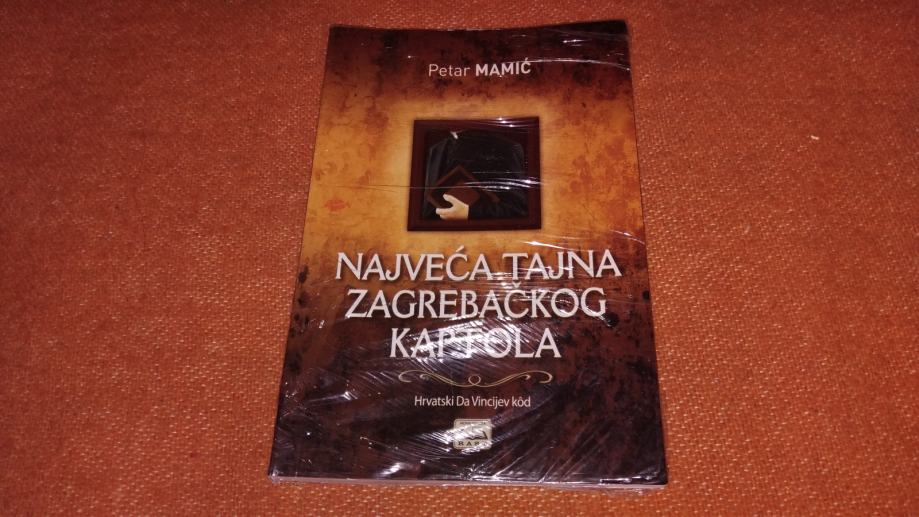 Petar MAMIĆ
NAJVEĆA TAJNA
ZAGREBAČKOG
KAPTOLA
Hrvatski Da Vincijev kôd